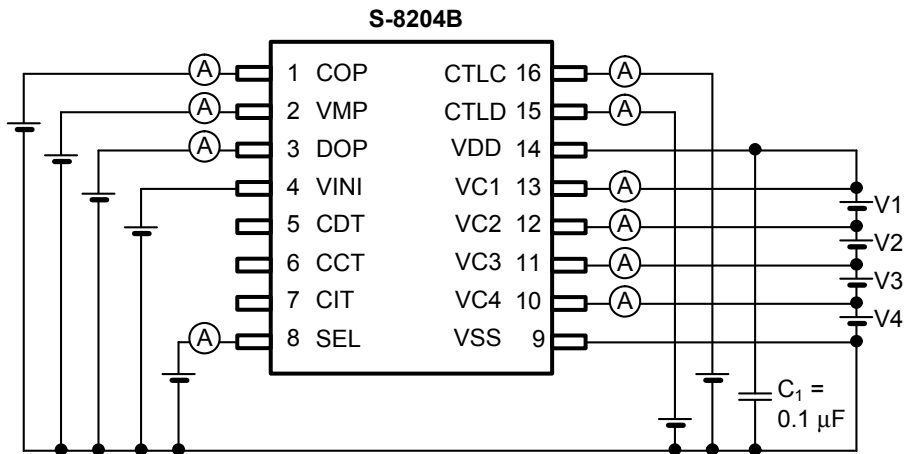 S-8204B
A 1 COP CTLC 16 A
A 2 VMP CTLD 15 A
A 3 DOP VDD 14
4 VINI VC1 13 A
V1
5 CDT VC2 12 A
V2
6 CCT VC3 11 A
V3
7 CIT VC4 10 A
V4
A 8 SEL VSS 9
C₁ =
0.1 μF